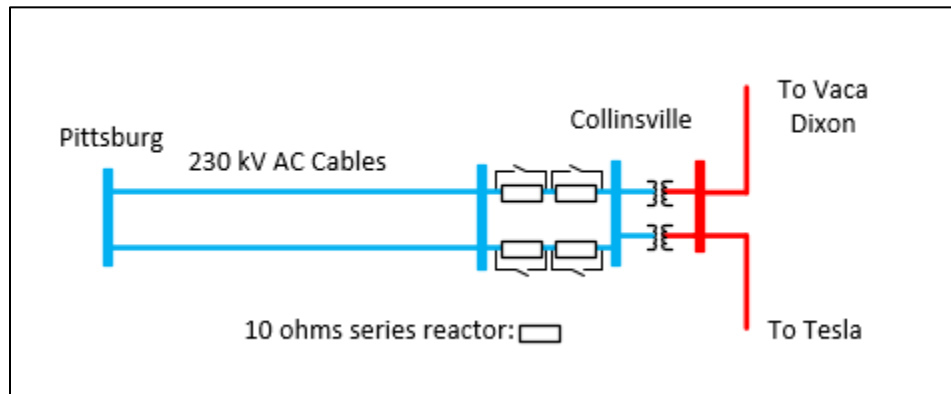 Pittsburg
230 kV AC Cables
Collinsville
To Vaca
Dixon
10 ohms series reactor:
To Tesla